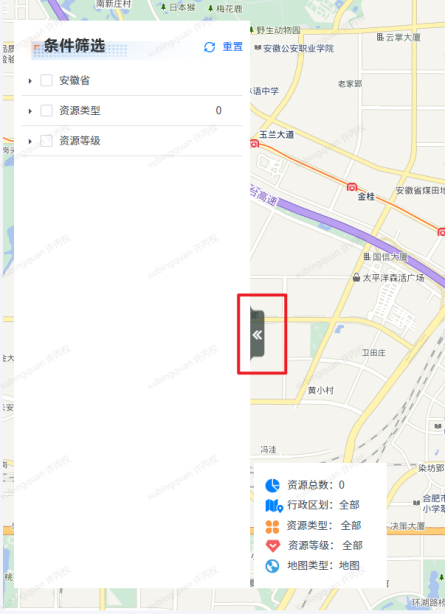 南新庄村
日本猴
梅花鹿
野生动物园
云掌大厦
条件筛选
重置
安徽公安职业学院
老家郢
安徽省
语中学
资源类型 0
玉兰大道
资源等级
金桂
安徽省煤田地
高速
国信大厦
太平洋森活广场
卫田庄
黄小村
冯洼
染坊郢
资源总数：0
行政区划：全部
合肥市
小学翠
资源类型：全部
决策大厦
资源等级：全部
地图类型：地图
桃
环湖路桥